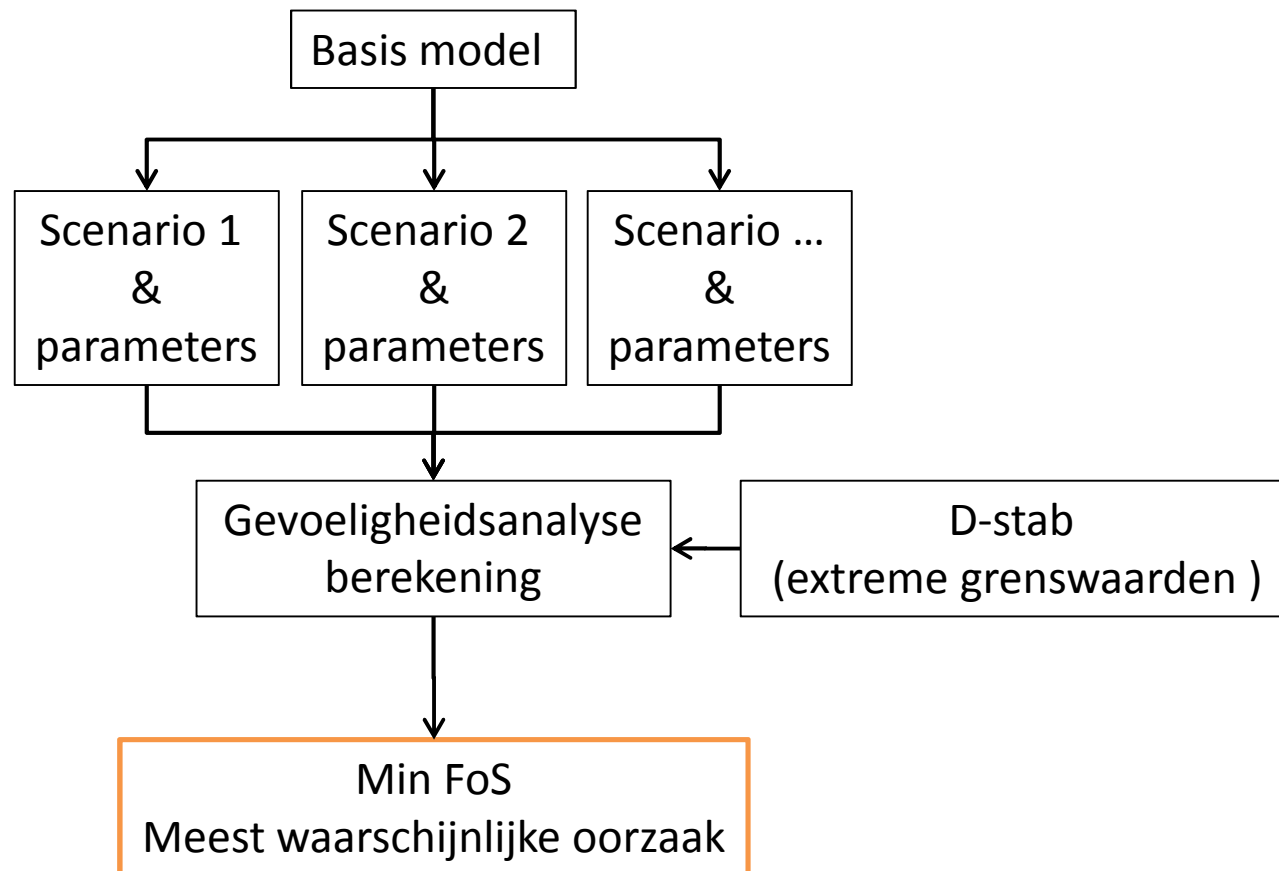 Basis model
Scenario 1
&
parameters
Scenario 2
&
parameters
Scenario ...
&
parameters
Gevoeligheidsanalyse
berekening
D-stab
(extreme grenswaarden )
Min FoS
Meest waarschijnlijke oorzaak